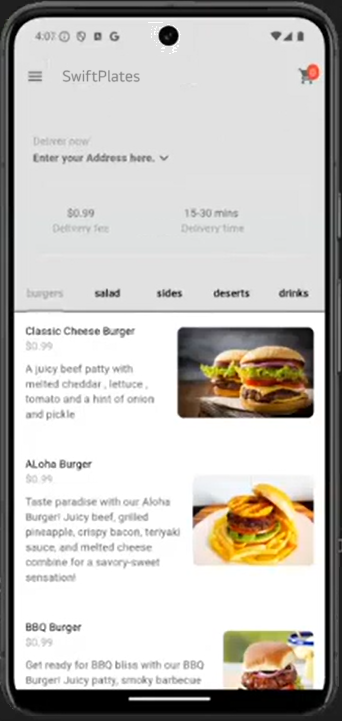 4:07
SwiftPlates
0
Deliver now
Enter your Address here.
$0.99 15-30 mins
Delivery fee Delivery time
burgers salad sides deserts drinks
Classic Cheese Burger
$0.99
A juicy beef patty with
melted cheddar , lettuce ,
tomato and a hint of onion
and pickle
ALoha Burger
$0.99
Taste paradise with our Aloha
Burger! Juicy beef, grilled
pineapple, crispy bacon, teriyaki
sauce, and melted cheese
combine for a savory-sweet
sensation!
BBQ Burger
$0.99
Get ready for BBQ bliss with our BBQ
Burger! Juicy patty, smoky barbecue